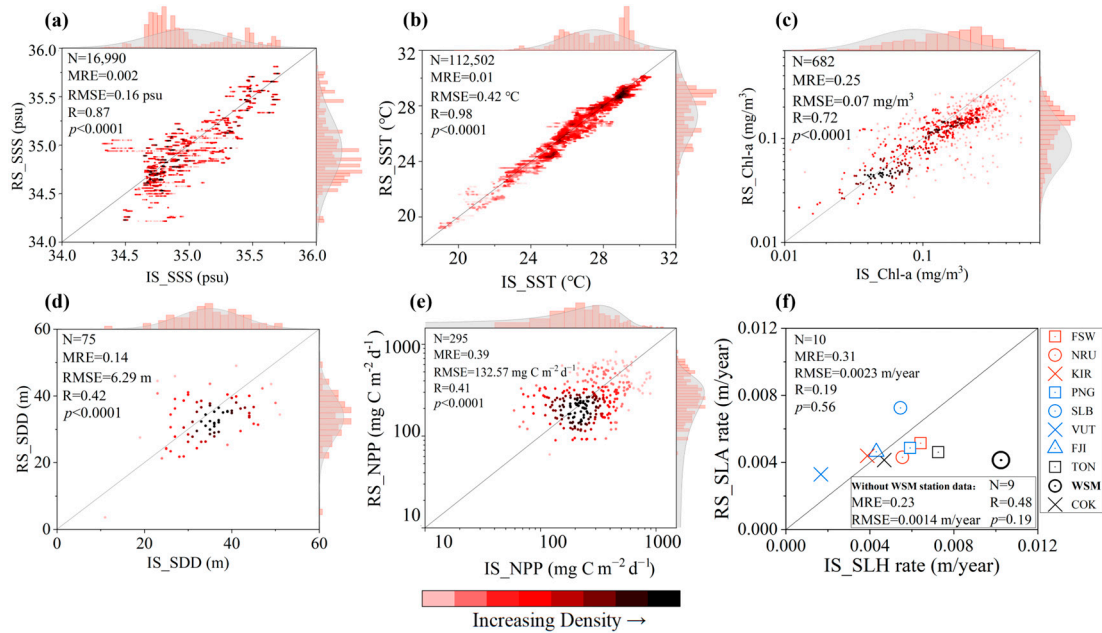 (a)
N=16,990
MRE=0.002
RMSE=0.16 psu
R=0.87
p<0.0001
36.0
35.5
35.0
34.5
34.0
RS_SSS (psu)
34.0 34.5 35.0 35.5 36.0
IS_SSS (psu)
(b)
N=112,502
MRE=0.01
RMSE=0.42 °C
R=0.98
p<0.0001
32
28
24
20
RS_SST (°C)
20 24 28 32
IS_SST (°C)
(c)
N=682
MRE=0.25
RMSE=0.07 mg/m³
R=0.72
p<0.0001
0.1
0.01
RS_Chl-a (mg/m³)
0.01 0.1
IS_Chl-a (mg/m³)
(d)
N=75
MRE=0.14
RMSE=6.29 m
R=0.42
p<0.0001
60
40
20
0
RS_SDD (m)
0 20 40 60
IS_SDD (m)
(e)
N=295
MRE=0.39
RMSE=132.57 mg C m⁻² d⁻¹
R=0.41
p<0.0001
1000
100
10
RS_NPP (mg C m⁻² d⁻¹)
10 100 1000
IS_NPP (mg C m⁻² d⁻¹)
(f)
N=10
MRE=0.31
RMSE=0.0023 m/year
R=0.19
p=0.56
0.012
0.008
0.004
0.000
RS_SLA rate (m/year)
Without WSM station data: N=9
MRE=0.23 R=0.48
RMSE=0.0014 m/year p=0.19
0.000 0.004 0.008 0.012
IS_SLH rate (m/year)
FSW
NRU
KIR
PNG
SLB
VUT
FJI
TON
WSM
COK
Increasing Density →